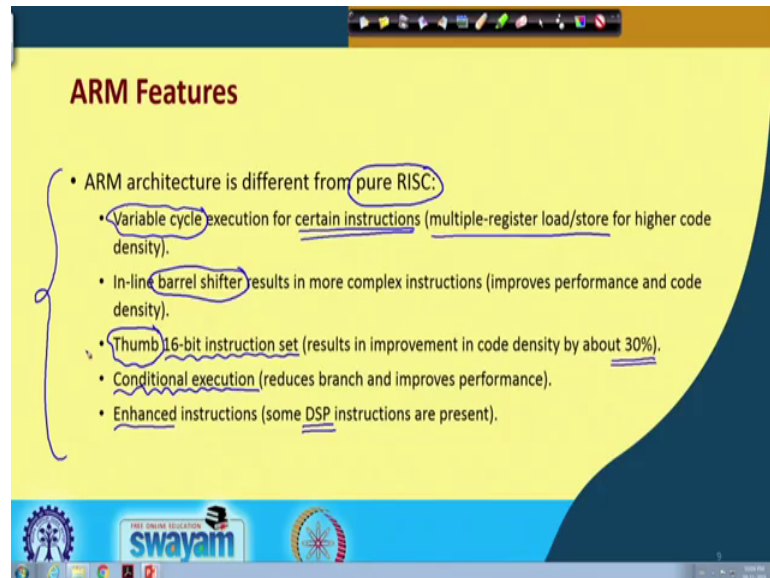 ARM Features
• ARM architecture is different from pure RISC:
• Variable cycle execution for certain instructions (multiple-register load/store for higher code
density).
• In-line barrel shifter results in more complex instructions (improves performance and code
density).
• Thumb 16-bit instruction set (results in improvement in code density by about 30%).
• Conditional execution (reduces branch and improves performance).
• Enhanced instructions (some DSP instructions are present).
FREE ONLINE EDUCATION
swayam
9